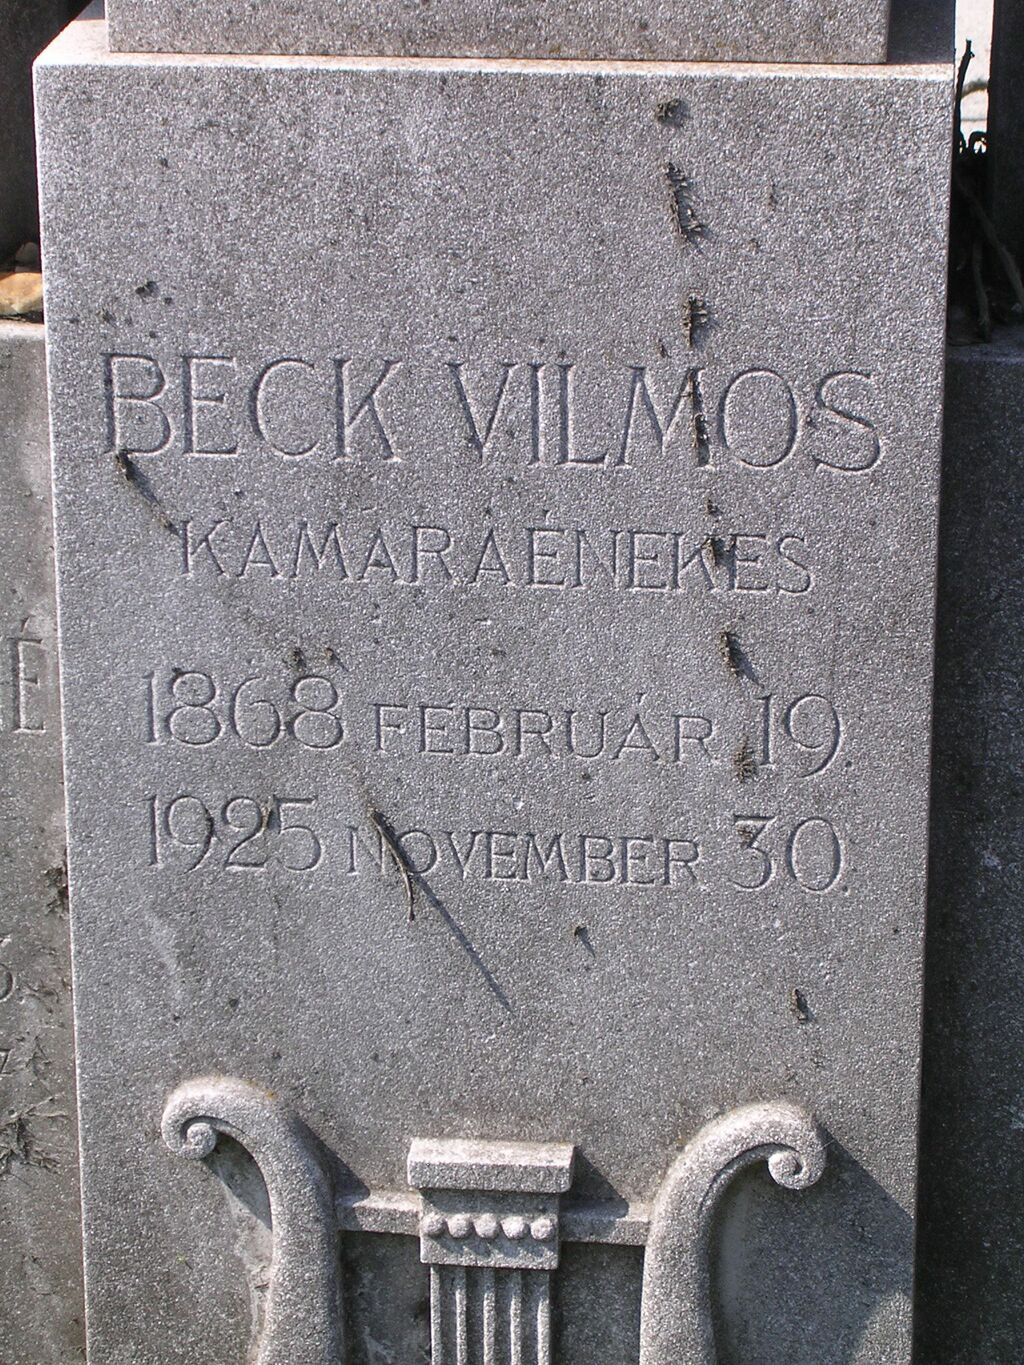 BECK VILMOS
KAMARAÉNEKES
1868 FEBRUÁR 19.
1925 NOVEMBER 30.